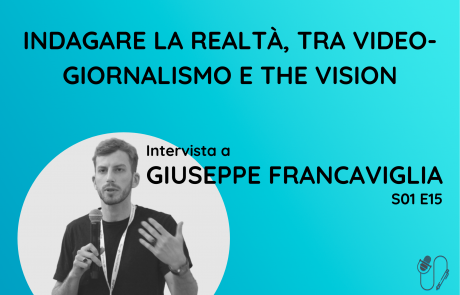 INDAGARE LA REALTÀ, TRA VIDEO-
GIORNALISMO E THE VISION
Intervista a
GIUSEPPE FRANCAVIGLIA
S01 E15